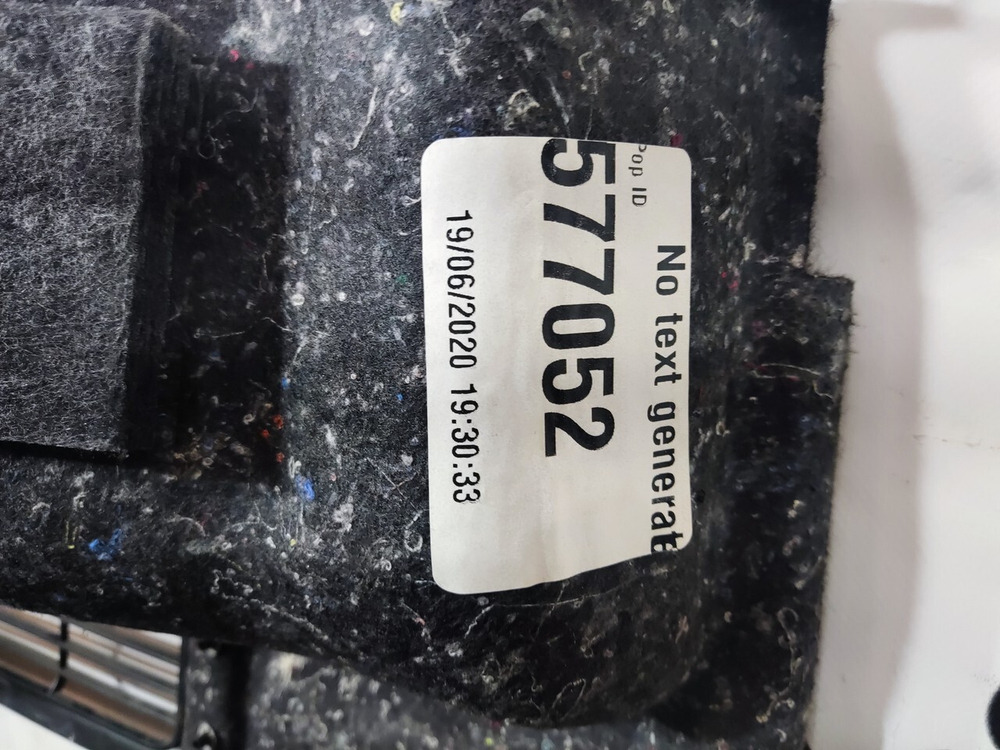 No text generat
Pop ID
577052
19/06/2020 19:30:33